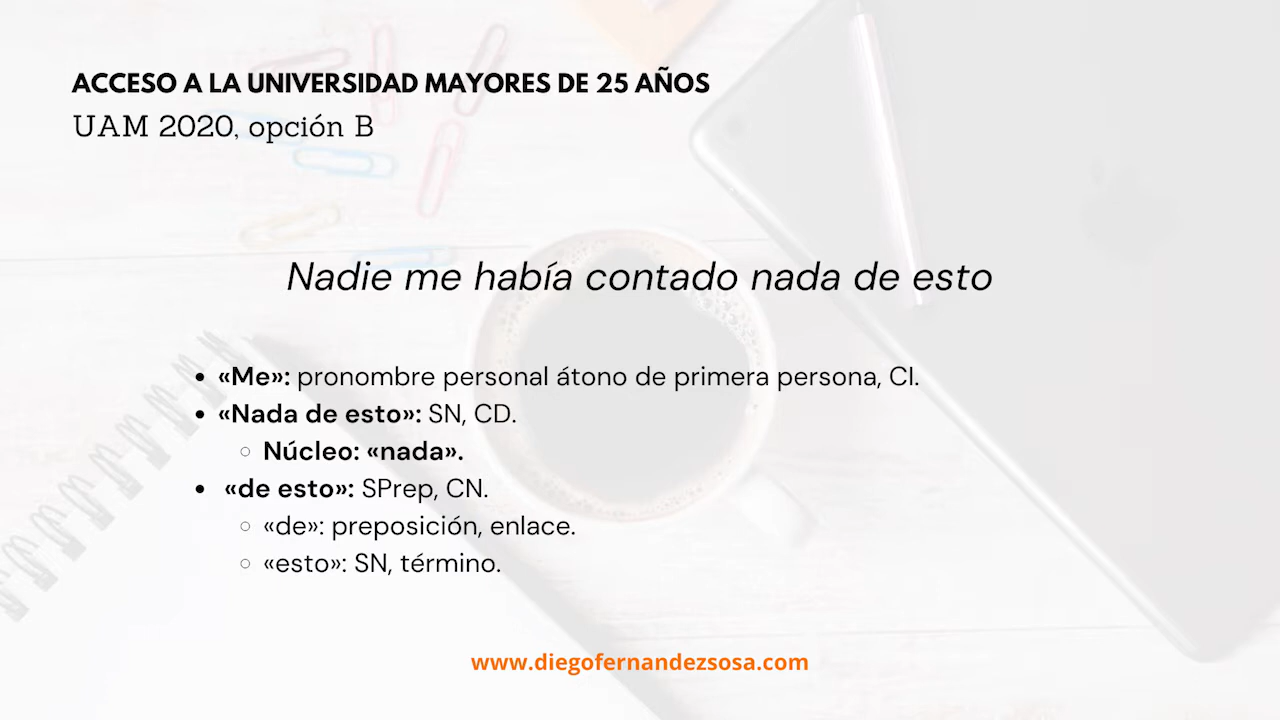 ACCESO A LA UNIVERSIDAD MAYORES DE 25 AÑOS
UAM 2020, opción B
Nadie me había contado nada de esto
• «Me»: pronombre personal átono de primera persona, CI.
• «Nada de esto»: SN, CD.
○ Núcleo: «nada».
• «de esto»: SPrep, CN.
○ «de»: preposición, enlace.
○ «esto»: SN, término.
www.diegofernandezsosa.com